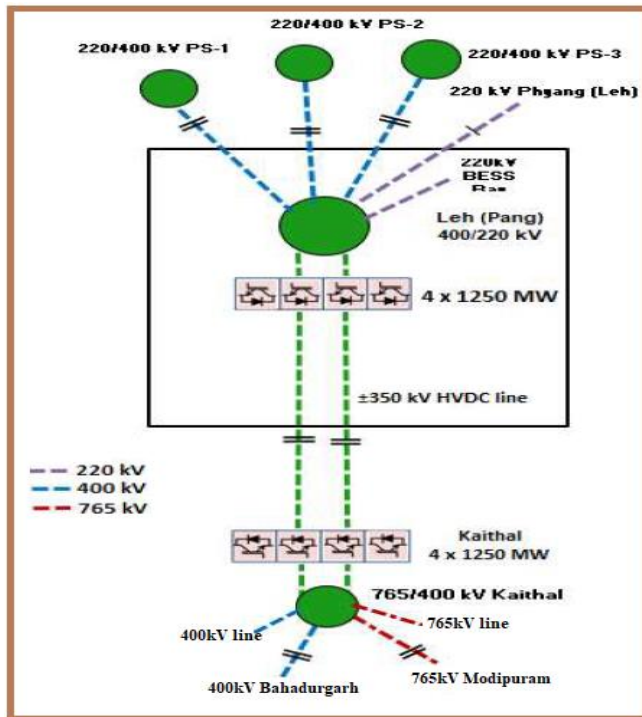 220/400 kV PS-2
220/400 kV PS-1
220/400 kV PS-3
220 kV Phyang (Leh)
220kV
BESS
Leh (Pang)
400/220 kV
4 x 1250 MW
±350 kV HVDC line
220 kV
400 kV
765 kV
Kaithal
4 x 1250 MW
765/400 kV Kaithal
400kV line
765kV line
400kV Bahadurgarh
765kV Modipuram